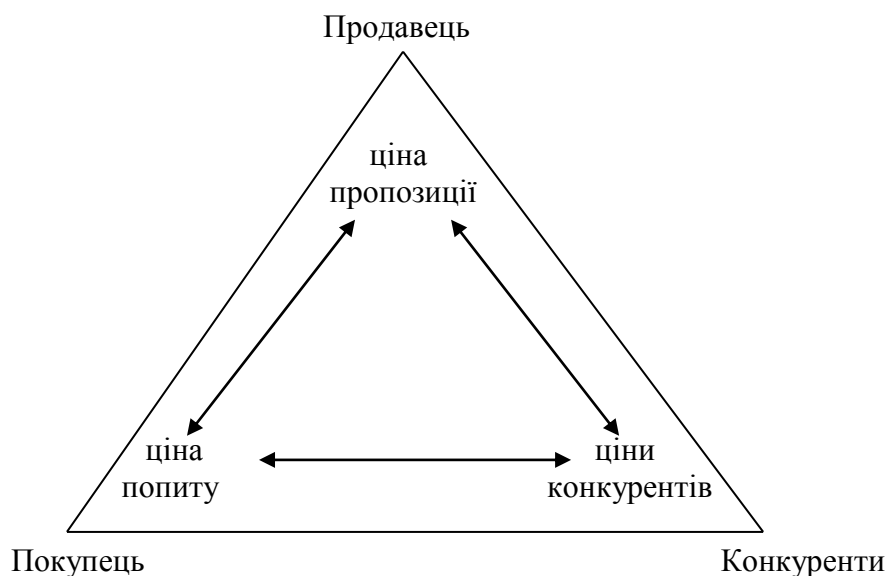 Продавець
ціна
пропозиції
ціна
попиту
ціни
конкурентів
Покупець
Конкуренти